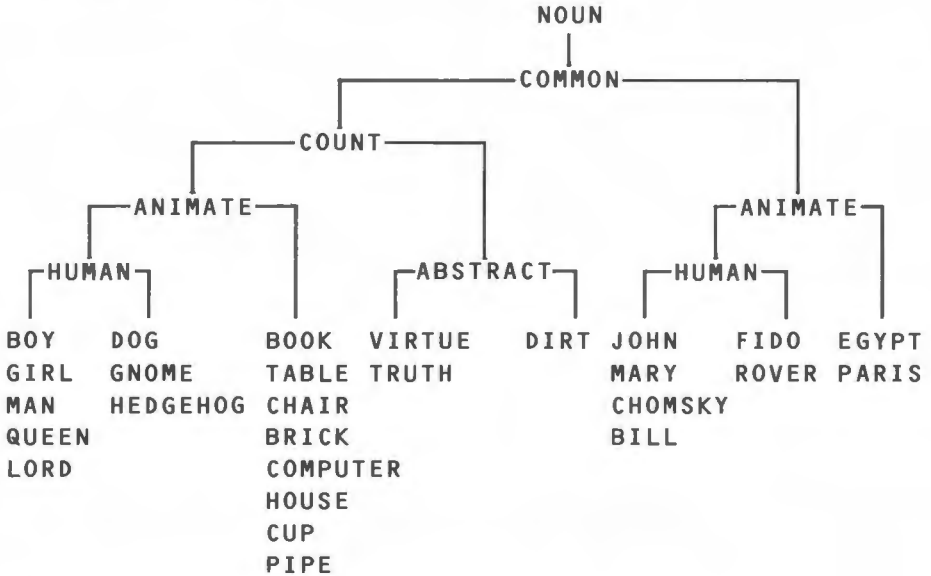 NOUN
COMMON
COUNT
ANIMATE ANIMATE
HUMAN ABSTRACT HUMAN
BOY DOG BOOK VIRTUE DIRT JOHN FIDO EGYPT
GIRL GNOME TABLE TRUTH MARY ROVER PARIS
MAN HEDGEHOG CHAIR CHOMSKY
QUEEN BRICK BILL
LORD COMPUTER
HOUSE
CUP
PIPE